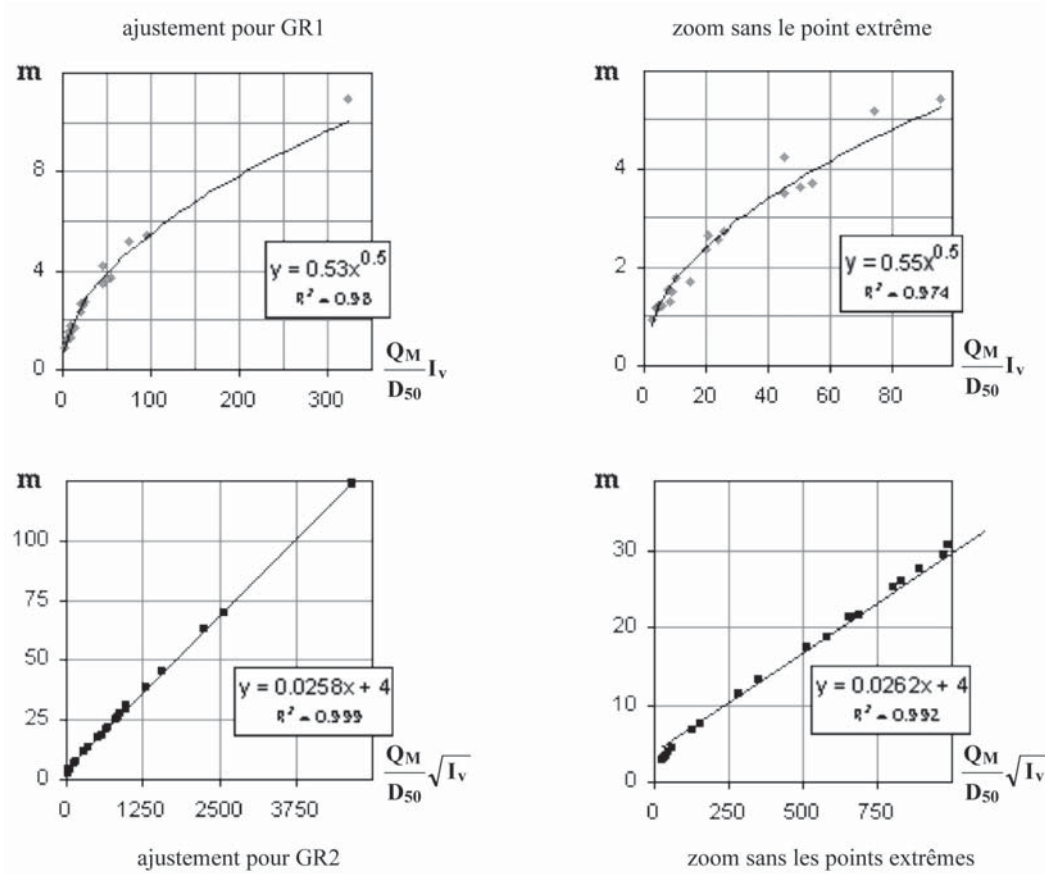 ajustement pour GR1
zoom sans le point extrême
m
8
4
0
0 100 200 300
y = 0.53x^0.5
R² = 0.98
Q_M/D_50 I_v
m
4
2
0
0 20 40 60 80
y = 0.55x^0.5
R² = 0.974
Q_M/D_50 I_v
m
100
75
50
25
0
0 1250 2500 3750
y = 0.0258x + 4
R² = 0.999
Q_M/D_50 √I_v
m
30
20
10
0
0 250 500 750
y = 0.0262x + 4
R² = 0.992
Q_M/D_50 √I_v
ajustement pour GR2
zoom sans les points extrêmes